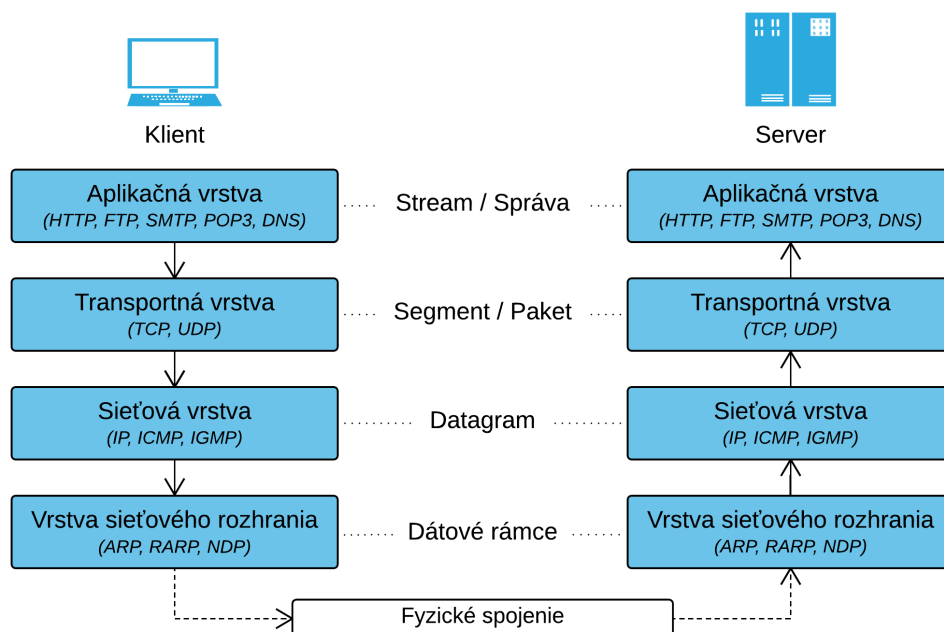 Klient
Server
Aplikačná vrstva
(HTTP, FTP, SMTP, POP3, DNS)
Stream / Správa
Aplikačná vrstva
(HTTP, FTP, SMTP, POP3, DNS)
Transportná vrstva
(TCP, UDP)
Segment / Paket
Transportná vrstva
(TCP, UDP)
Sieťová vrstva
(IP, ICMP, IGMP)
Datagram
Sieťová vrstva
(IP, ICMP, IGMP)
Vrstva sieťového rozhrania
(ARP, RARP, NDP)
Dátové rámce
Vrstva sieťového rozhrania
(ARP, RARP, NDP)
Fyzické spojenie